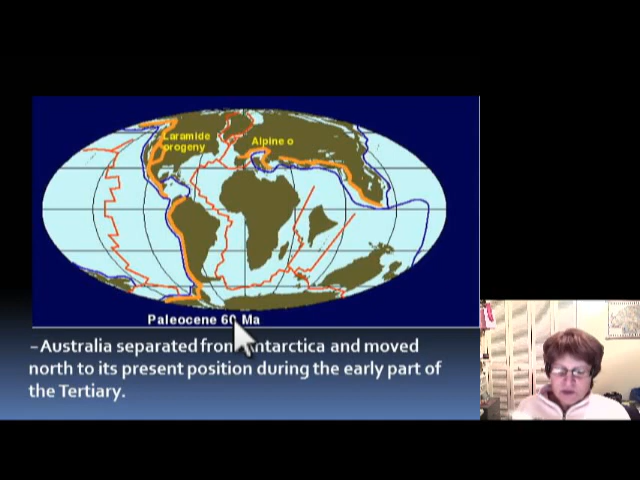 Laramide
orogeny
Alpine o
Paleocene 60 Ma
–Australia separated from Antarctica and moved
north to its present position during the early part of
the Tertiary.